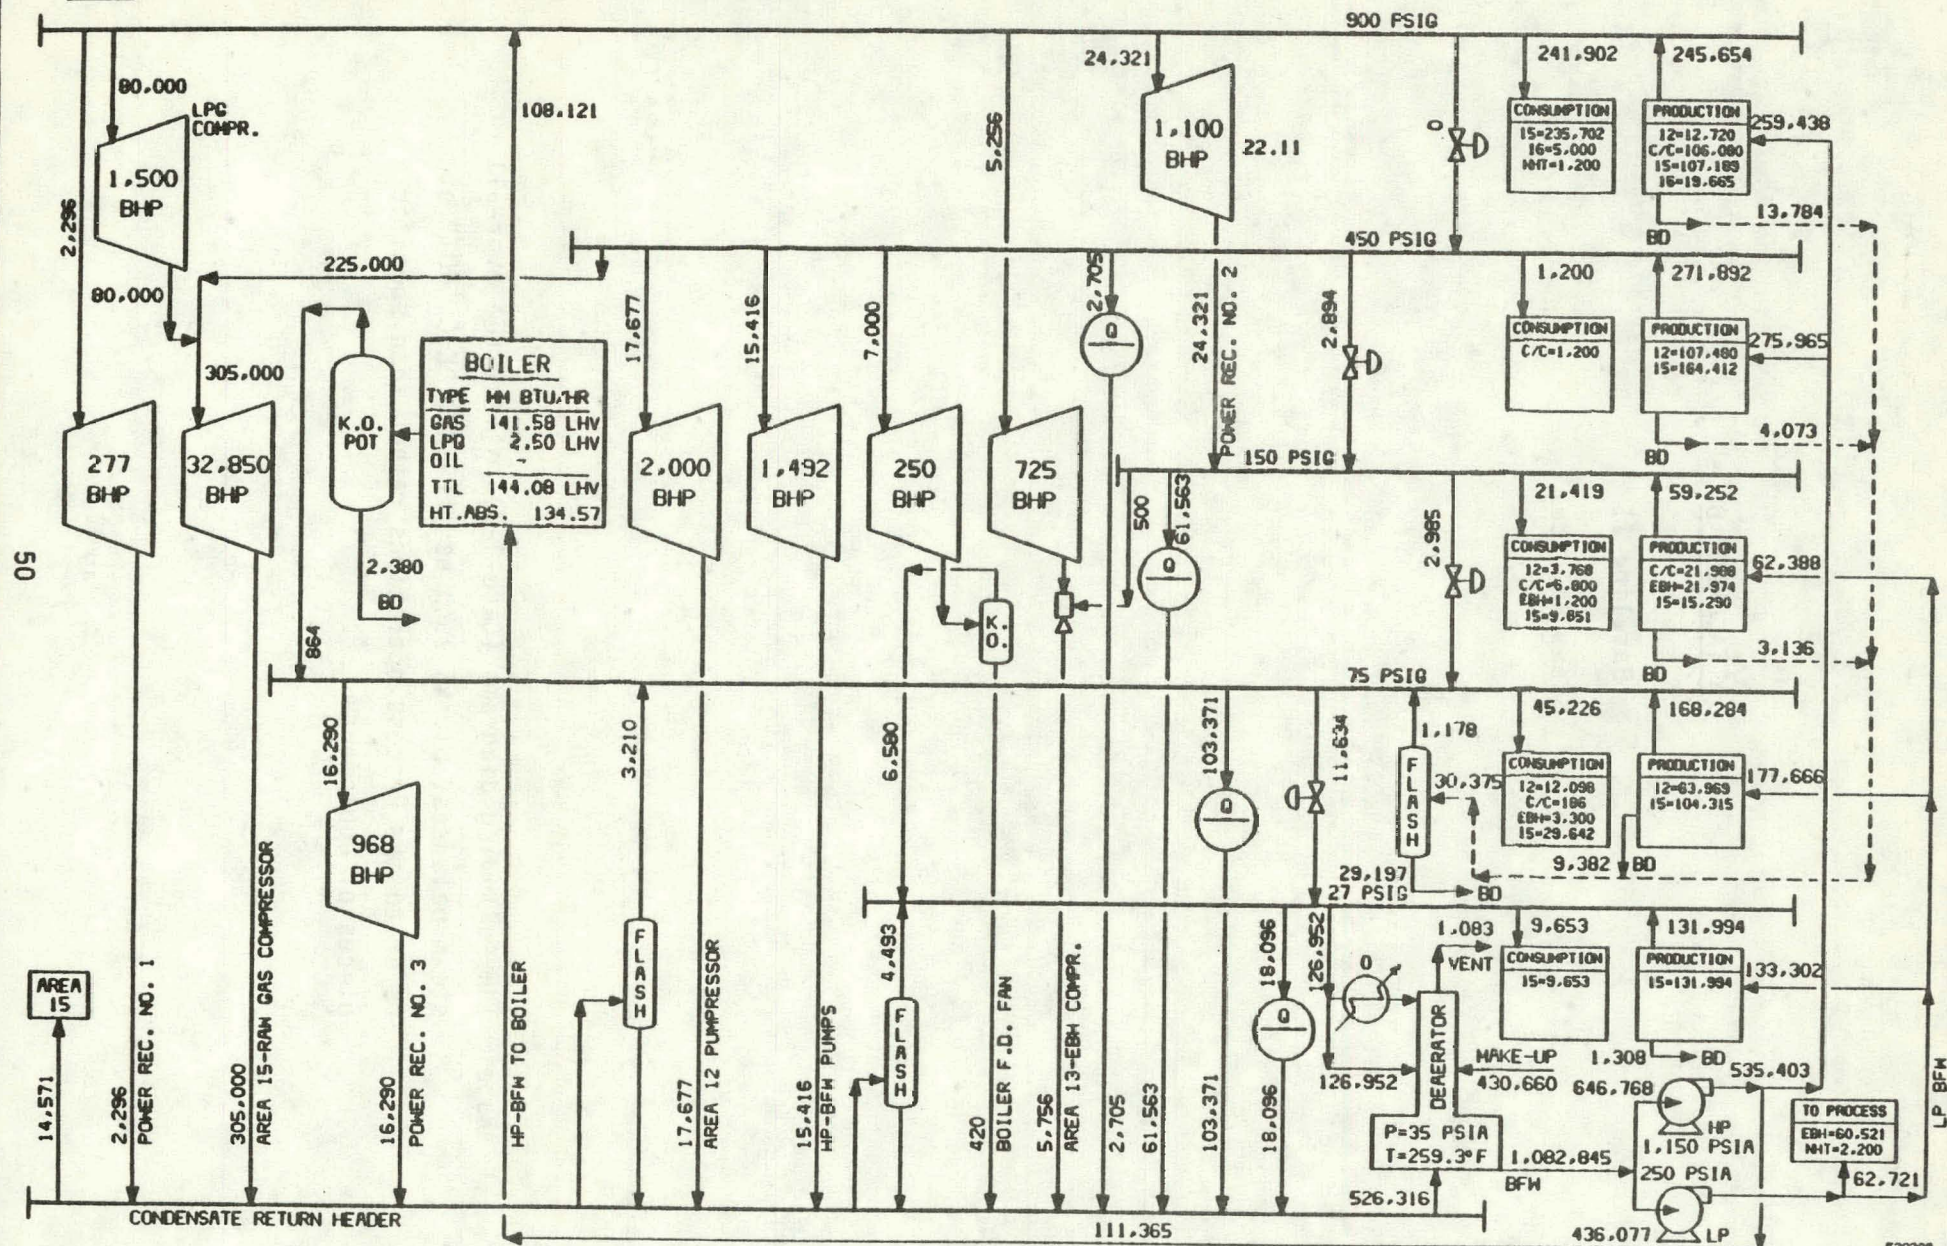 900 PSIG
80,000
LPG
COMPR.
108,121
24,321
241,902
245,654
1,500
BHP
2,296
5,256
1,100
BHP
22.11
0
CONSUMPTION
15=235,702
16=5,000
NHT=1,200
PRODUCTION
12=12,720
C/C=106,080
15=107,189
16=19,665
259,438
13,784
BD
450 PSIG
225,000
80,000
305,000
17,677
15,416
7,000
2,705
Q
24,321
POWER REC. NO. 2
2,894
1,200
271,892
CONSUMPTION
C/C=1,200
PRODUCTION
12=107,480
15=164,412
275,965
4,073
BD
K.O.
POT
BOILER
TYPE MM BTU/HR
GAS 141.58 LHV
LPG 2.50 LHV
OIL -
TTL 144.08 LHV
HT.ABS. 134.57
277
BHP
32,850
BHP
2,000
BHP
1,492
BHP
250
BHP
725
BHP
150 PSIG
500
61,563
Q
2,985
21,419
59,252
CONSUMPTION
12=3,768
C/C=6,800
EBH=1,200
15=9,651
PRODUCTION
C/C=21,988
EBH=21,974
15=15,290
62,388
3,136
BD
50
2,380
BD
864
K.
O.
75 PSIG
16,290
3,210
6,580
103,371
Q
11,634
1,178
FLASH
30,375
29,197
BD
45,226
168,284
CONSUMPTION
12=12,098
C/C=186
EBH=3,300
15=29,642
PRODUCTION
12=63,969
15=104,315
177,666
9,382
BD
968
BHP
27 PSIG
FLASH
4,493
FLASH
18,096
Q
126,952
0
1,083
VENT
9,653
131,994
CONSUMPTION
15=9,653
PRODUCTION
15=131,994
133,302
1,308
BD
AREA
15
14,571
2,296
POWER REC. NO. 1
305,000
AREA 15-RAW GAS COMPRESSOR
16,290
POWER REC. NO. 3
HP-BFW TO BOILER
17,677
AREA 12 PUMPRESSOR
15,416
HP-BFW PUMPS
420
BOILER F.D. FAN
5,756
AREA 13-EBH COMPR.
2,705
61,563
103,371
18,096
126,952
DEAERATOR
MAKE-UP
430,660
P=35 PSIA
T=259.3°F
1,082,845
BFW
526,316
646,768
535,403
HP
1,150 PSIA
250 PSIA
TO PROCESS
EBH=60,521
NHT=2,200
62,721
LP BFW
436,077
LP
CONDENSATE RETURN HEADER
111,365